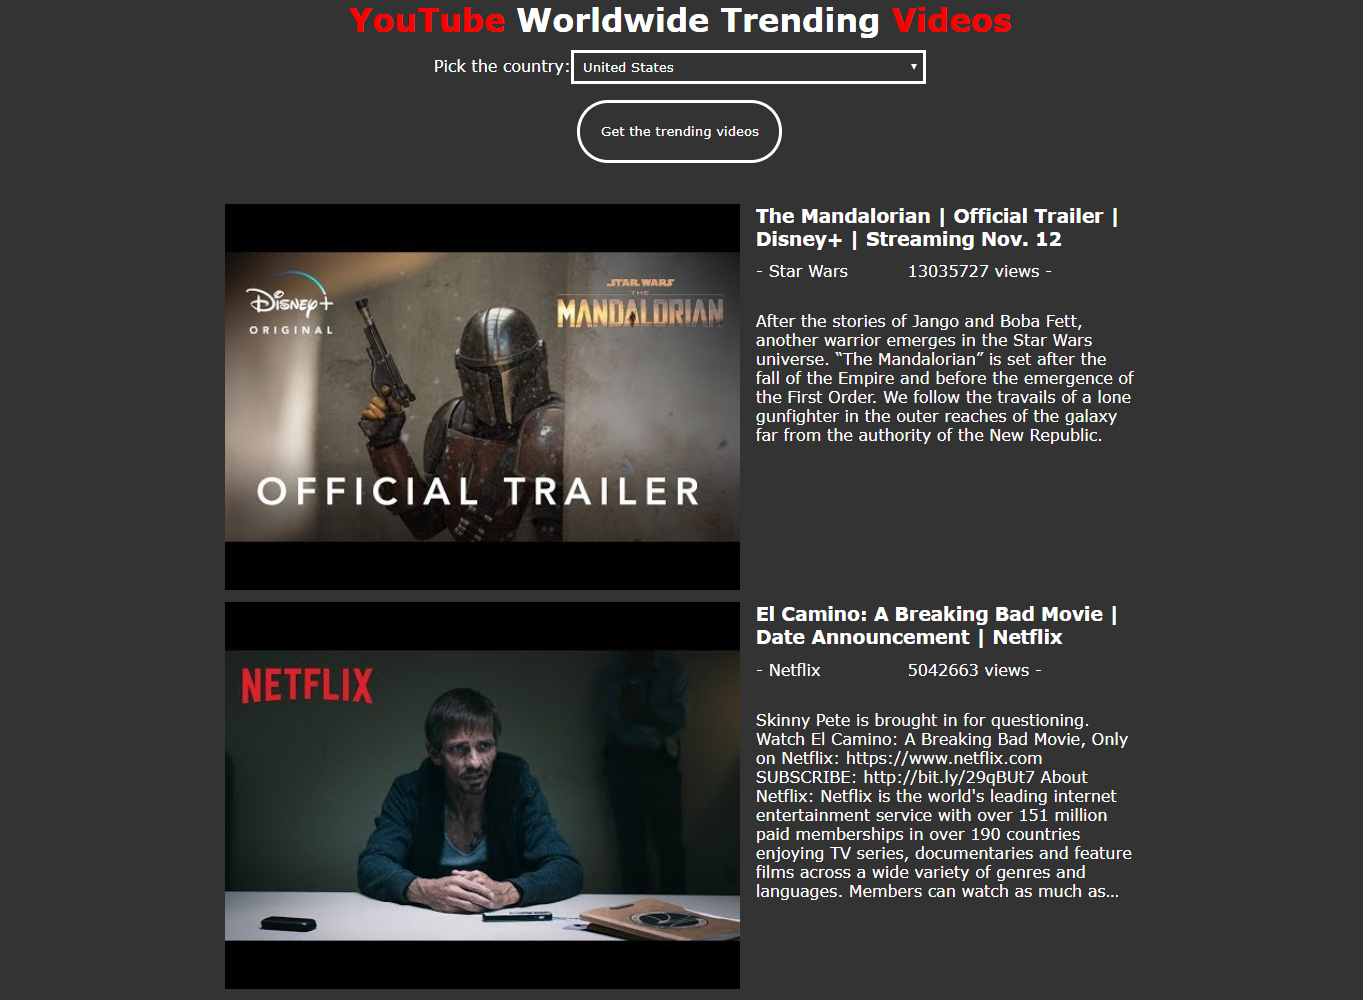 YouTube Worldwide Trending Videos
Pick the country: United States
Get the trending videos
The Mandalorian | Official Trailer |
Disney+ | Streaming Nov. 12
- Star Wars 13035727 views -
After the stories of Jango and Boba Fett,
another warrior emerges in the Star Wars
universe. “The Mandalorian” is set after the
fall of the Empire and before the emergence of
the First Order. We follow the travails of a lone
gunfighter in the outer reaches of the galaxy
far from the authority of the New Republic.
Disney+
ORIGINAL
STAR WARS
THE
MANDALORIAN
OFFICIAL TRAILER
El Camino: A Breaking Bad Movie |
Date Announcement | Netflix
- Netflix 5042663 views -
Skinny Pete is brought in for questioning.
Watch El Camino: A Breaking Bad Movie, Only
on Netflix: https://www.netflix.com
SUBSCRIBE: http://bit.ly/29qBUt7 About
Netflix: Netflix is the world's leading internet
entertainment service with over 151 million
paid memberships in over 190 countries
enjoying TV series, documentaries and feature
films across a wide variety of genres and
languages. Members can watch as much as...
NETFLIX